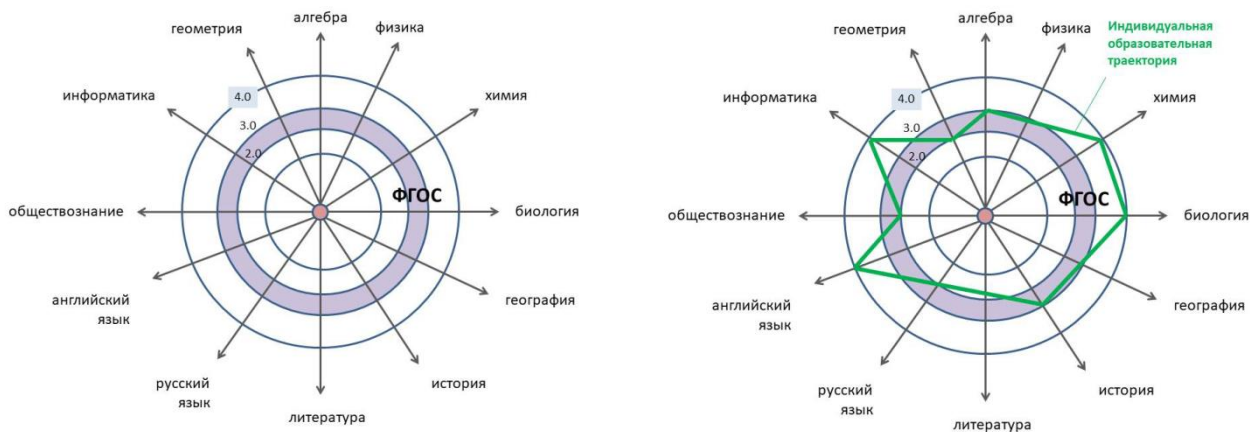 алгебра
геометрия
физика
информатика
4.0
химия
3.0
2.0
ФГОС
обществознание
биология
английский
язык
география
русский
язык
история
литература
алгебра
Индивидуальная
образовательная
траектория
геометрия
физика
информатика
4.0
химия
3.0
2.0
ФГОС
обществознание
биология
английский
язык
география
русский
язык
история
литература